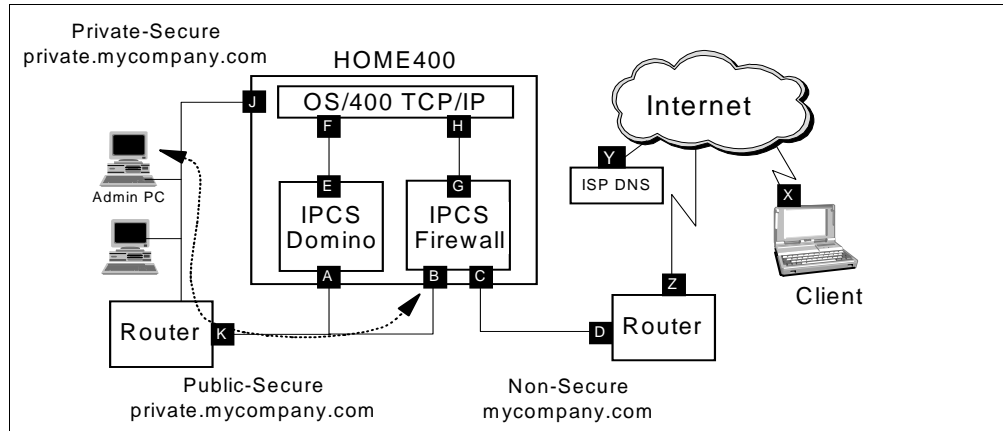 Private-Secure
private.mycompany.com
HOME400
J
OS/400 TCP/IP
F
H
Internet
Y
ISP DNS
X
Admin PC
E
G
IPCS
Domino
IPCS
Firewall
A
B
C
Z
Client
Router
K
D
Router
Public-Secure
private.mycompany.com
Non-Secure
mycompany.com